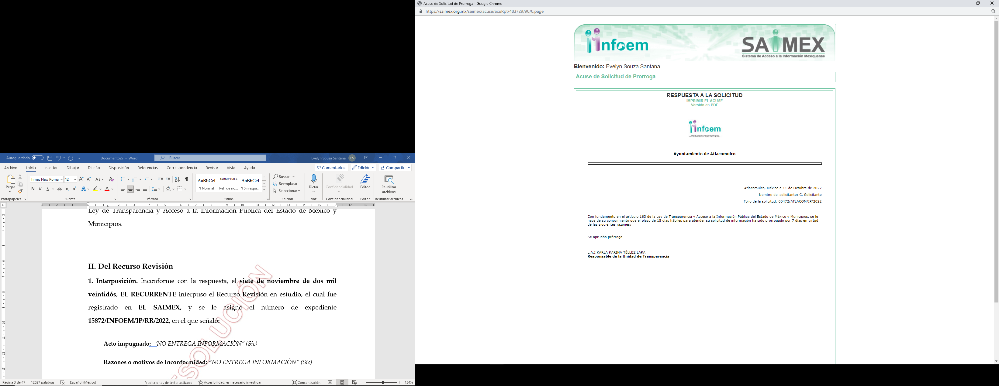 Autoguardado
Documento27 - Word
Buscar
Evelyn Souza Santana
ES
Archivo Inicio Insertar Dibujar Diseño Disposición Referencias Correspondencia Revisar Vista Ayuda
Comentarios Edición Compartir
Pegar
Times New Roma 12
N K S ab x₂ x²
AaBbCcI AaBbCcDdEe AaBbCcI
¶ Normal Ref. de no... ¶ Sin espa...
Buscar
Reemplazar
Seleccionar
Dictar
Confidencialidad
Editor
Reutilizar
archivos
Portapapeles Fuente Párrafo Estilos Edición Voz Confidencialidad Editor Reutilizar archivos
Ley de Transparencia y Acceso a la Información Pública del Estado de México y
Municipios.
II. Del Recurso Revisión
1. Interposición. Inconforme con la respuesta, el siete de noviembre de dos mil
veintidós, EL RECURRENTE interpuso el Recurso Revisión en estudio, el cual fue
registrado en EL SAIMEX, y se le asignó el número de expediente
15872/INFOEM/IP/RR/2022, en el que señaló:
Acto impugnado: “NO ENTREGA INFORMACIÓN” (Sic)
Razones o motivos de Inconformidad: “NO ENTREGA INFORMACIÓN” (Sic)
ESOLUCIÓN
Página 3 de 47 12027 palabras Español (México) Predicciones de texto: activado Accesibilidad: es necesario investigar Concentración 134%
Acuse de Solicitud de Prorroga - Google Chrome
https://saimex.org.mx/saimex/acuse/acuRpt/483729/90/0.page
infoem
SAIMEX
Sistema de Acceso a la Información Mexiquense
Bienvenido: Evelyn Souza Santana
Acuse de Solicitud de Prorroga
RESPUESTA A LA SOLICITUD
IMPRIMIR EL ACUSE
Versión en PDF
infoem
Ayuntamiento de Atlacomulco
Atlacomulco, México a 11 de Octubre de 2022
Nombre del solicitante: C. Solicitante
Folio de la solicitud: 00472/ATLACOM/IP/2022
Con fundamento en el artículo 163 de la Ley de Transparencia y Acceso a la Información Pública del Estado de México y Municipios, se le
hace de su conocimiento que el plazo de 15 días hábiles para atender su solicitud de información ha sido prorrogado por 7 días en virtud
de las siguientes razones:
Se aprueba prórroga
L.A.I KARLA KARINA TÉLLEZ LARA
Responsable de la Unidad de Transparencia